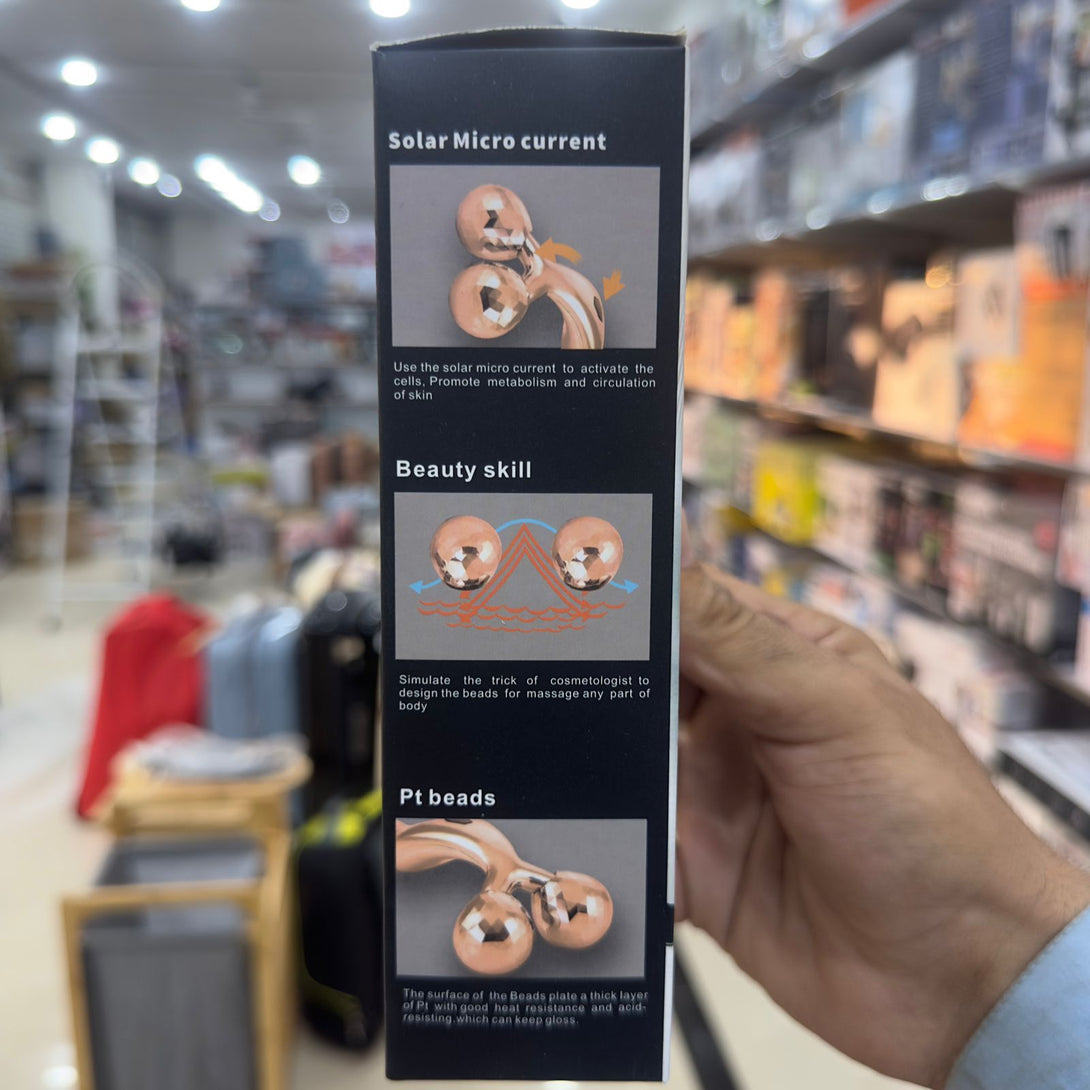 Solar Micro current
Use the solar micro current to activate the
cells, Promote metabolism and circulation
of skin
Beauty skill
Simulate the trick of cosmetologist to
design the beads for massage any part of
body
Pt beads
The surface of the Beads plate a thick layer
of Pt with good heat resistance and acid-
resisting.which can keep gloss.